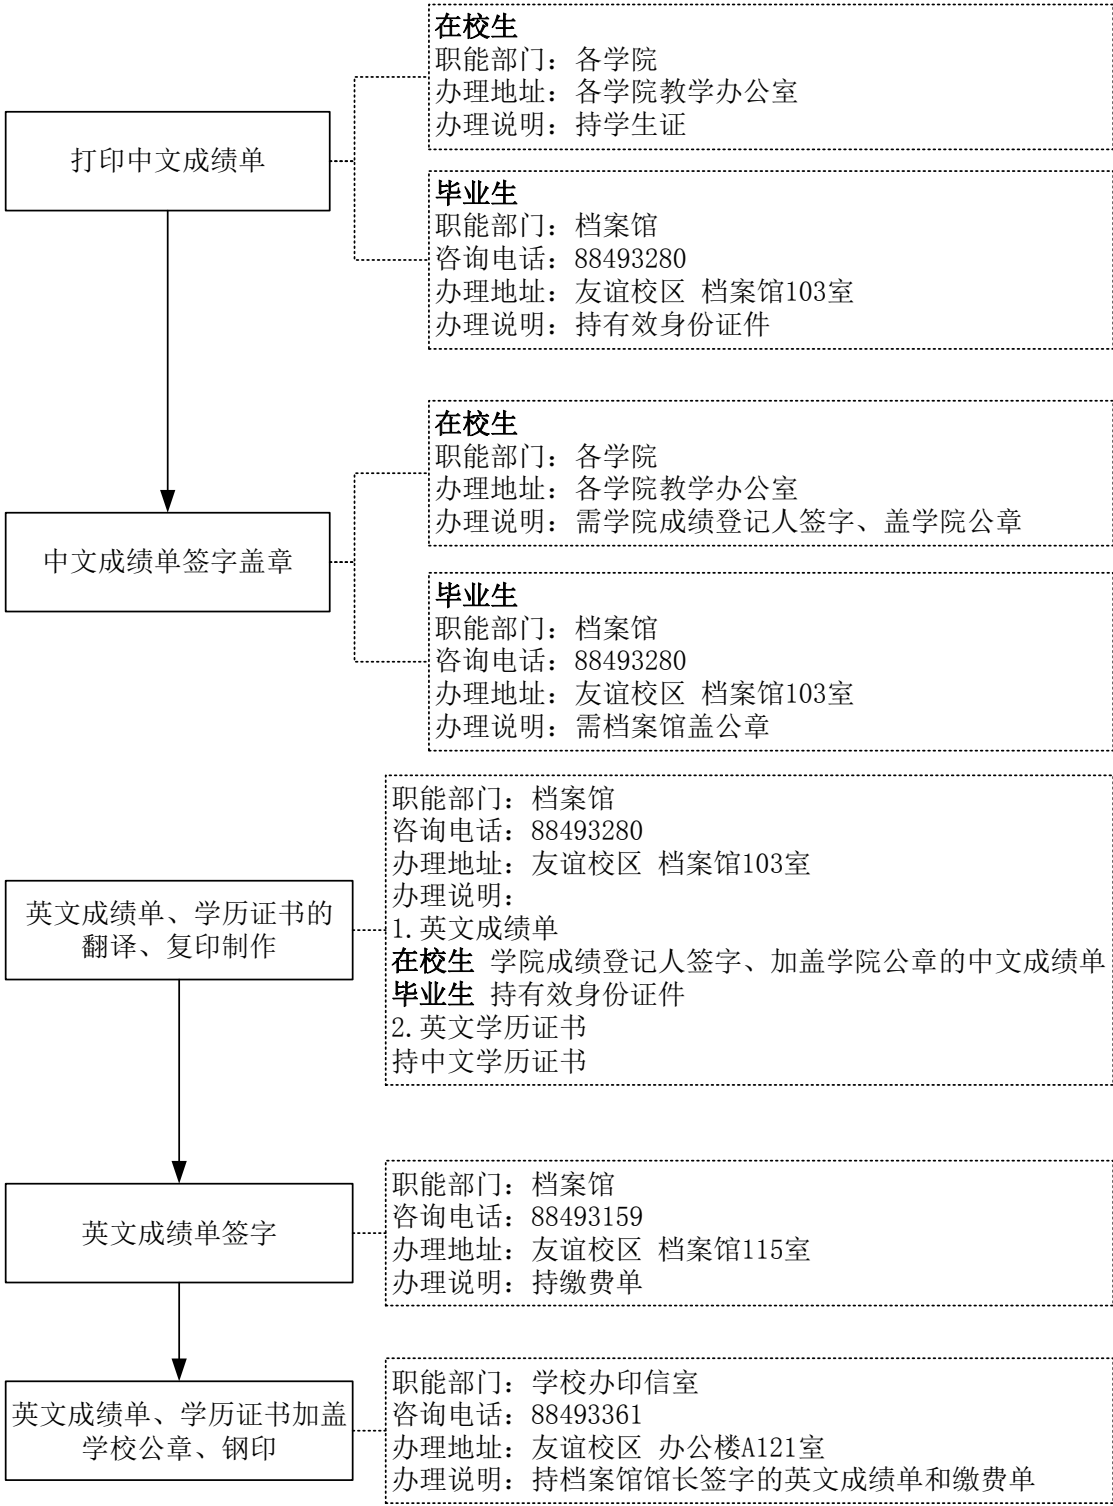 打印中文成绩单
在校生
职能部门：各学院
办理地址：各学院教学办公室
办理说明：持学生证
毕业生
职能部门：档案馆
咨询电话：88493280
办理地址：友谊校区 档案馆103室
办理说明：持有效身份证件
中文成绩单签字盖章
在校生
职能部门：各学院
办理地址：各学院教学办公室
办理说明：需学院成绩登记人签字、盖学院公章
毕业生
职能部门：档案馆
咨询电话：88493280
办理地址：友谊校区 档案馆103室
办理说明：需档案馆盖公章
英文成绩单、学历证书的
翻译、复印制作
职能部门：档案馆
咨询电话：88493280
办理地址：友谊校区 档案馆103室
办理说明：
1.英文成绩单
在校生 学院成绩登记人签字、加盖学院公章的中文成绩单
毕业生 持有效身份证件
2.英文学历证书
持中文学历证书
英文成绩单签字
职能部门：档案馆
咨询电话：88493159
办理地址：友谊校区 档案馆115室
办理说明：持缴费单
英文成绩单、学历证书加盖
学校公章、钢印
职能部门：学校办印信室
咨询电话：88493361
办理地址：友谊校区 办公楼A121室
办理说明：持档案馆馆长签字的英文成绩单和缴费单